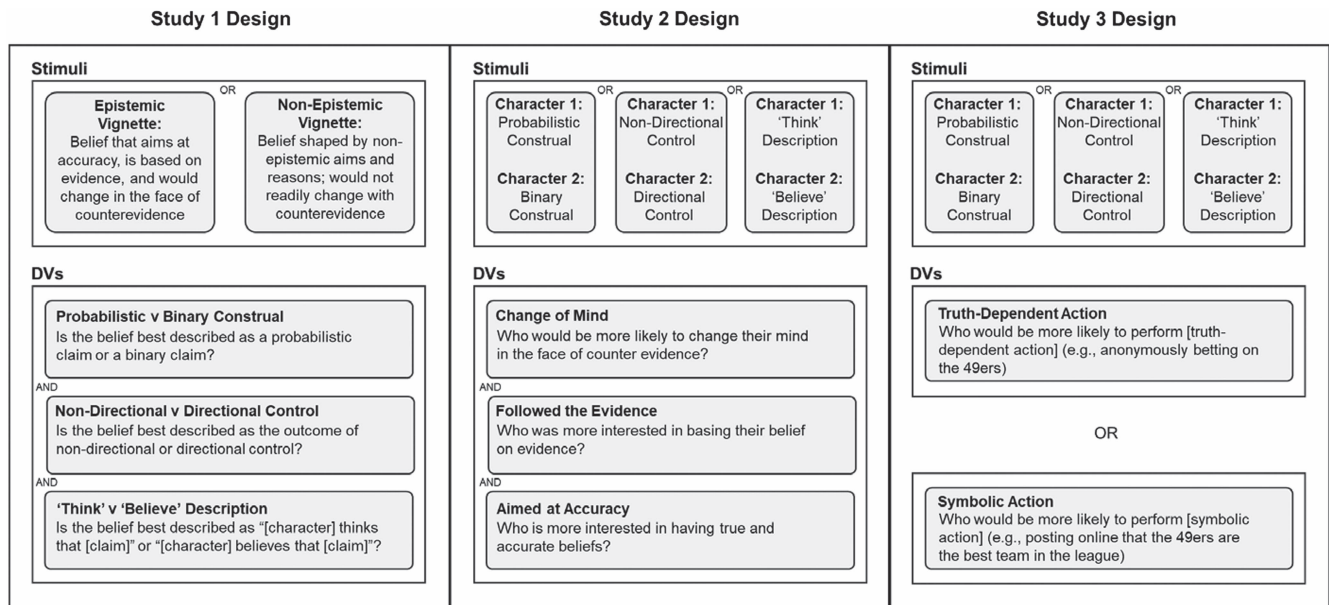 Study 1 Design
Stimuli
OR
Epistemic
Vignette:
Belief that aims at
accuracy, is based on
evidence, and would
change in the face of
counterevidence
Non-Epistemic
Vignette:
Belief shaped by non-
epistemic aims and
reasons; would not
readily change with
counterevidence
DVs
Probabilistic v Binary Construal
Is the belief best described as a probabilistic
claim or a binary claim?
AND
Non-Directional v Directional Control
Is the belief best described as the outcome of
non-directional or directional control?
AND
‘Think’ v ‘Believe’ Description
Is the belief best described as “[character] thinks
that [claim]” or “[character] believes that [claim]”?
Study 2 Design
Stimuli
Character 1:
Probabilistic
Construal
Character 2:
Binary
Construal
OR
Character 1:
Non-Directional
Control
Character 2:
Directional
Control
OR
Character 1:
‘Think’
Description
Character 2:
‘Believe’
Description
DVs
Change of Mind
Who would be more likely to change their mind
in the face of counter evidence?
AND
Followed the Evidence
Who was more interested in basing their belief
on evidence?
AND
Aimed at Accuracy
Who is more interested in having true and
accurate beliefs?
Study 3 Design
Stimuli
Character 1:
Probabilistic
Construal
Character 2:
Binary
Construal
OR
Character 1:
Non-Directional
Control
Character 2:
Directional
Control
OR
Character 1:
‘Think’
Description
Character 2:
‘Believe’
Description
DVs
Truth-Dependent Action
Who would be more likely to perform [truth-
dependent action] (e.g., anonymously betting on
the 49ers)
OR
Symbolic Action
Who would be more likely to perform [symbolic
action] (e.g., posting online that the 49ers are
the best team in the league)